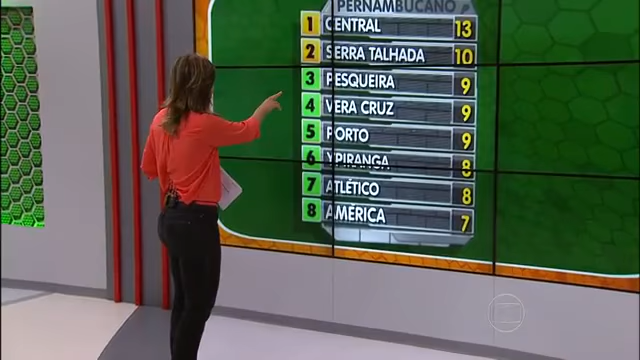 PERNAMBUCANO
1 CENTRAL 13
2 SERRA TALHADA 10
3 PESQUEIRA 9
4 VERA CRUZ 9
5 PORTO 9
6 YPIRANGA 8
7 ATLÉTICO 8
8 AMÉRICA 7